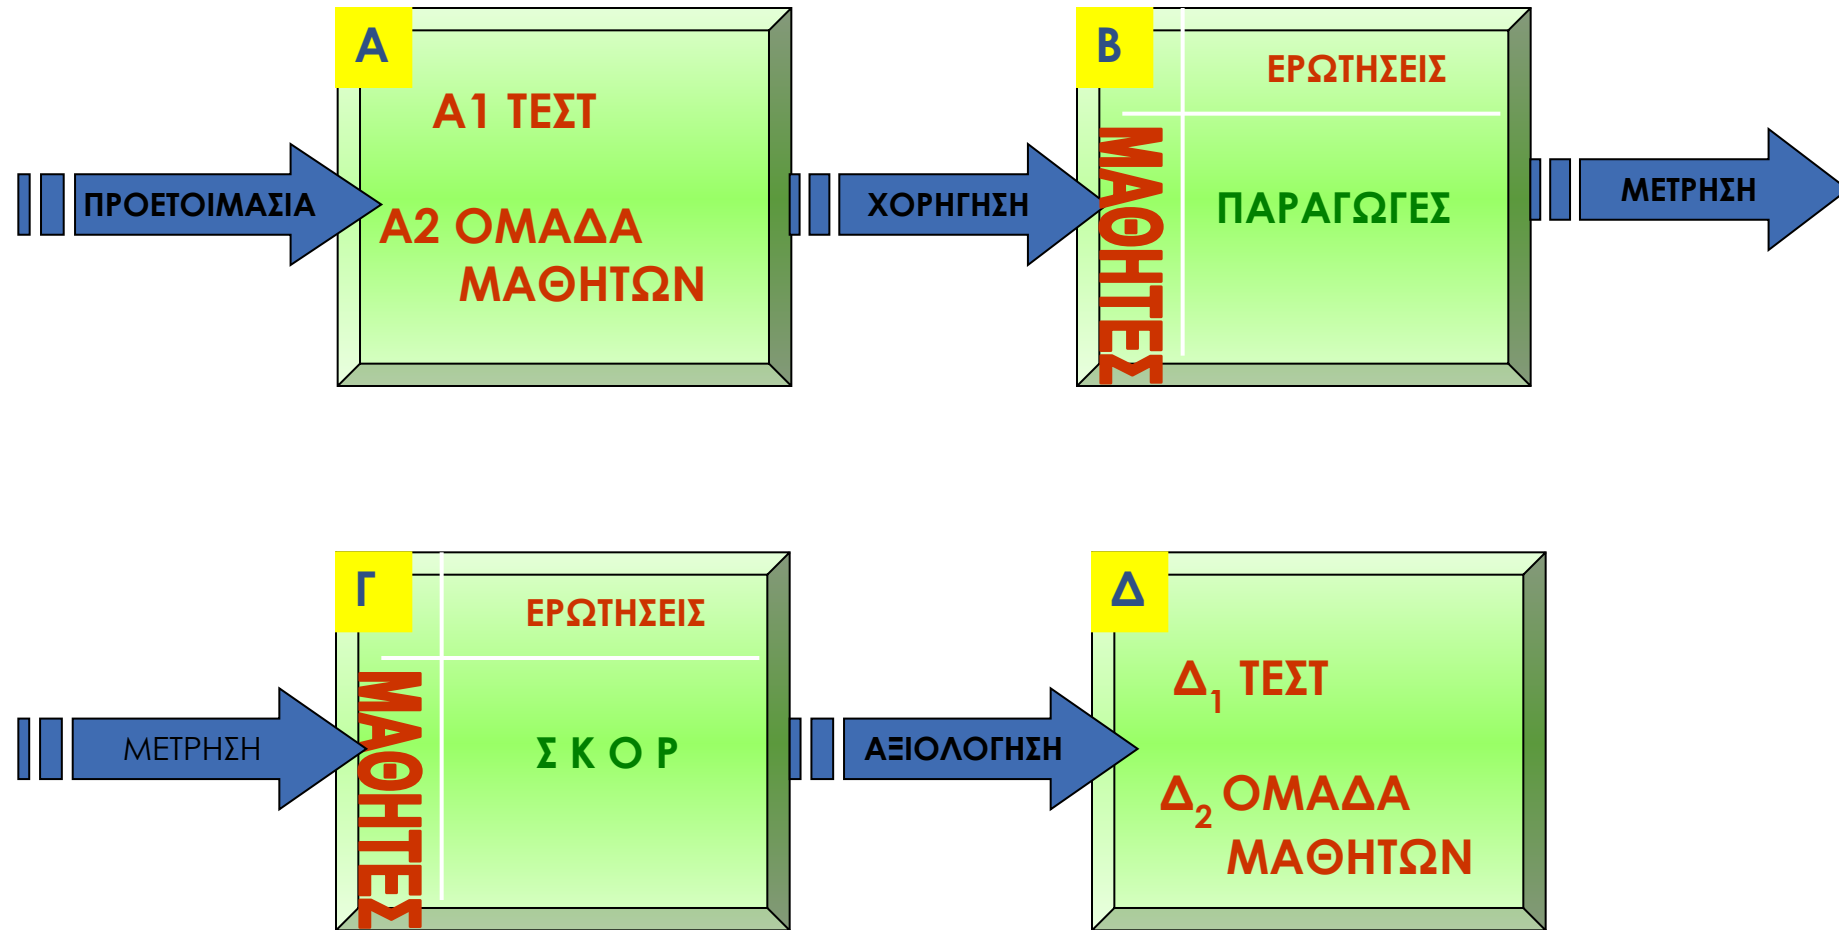 ΠΡΟΕΤΟΙΜΑΣΙΑ
Α
Α1 ΤΕΣΤ
Α2 ΟΜΑΔΑ
ΜΑΘΗΤΩΝ
ΧΟΡΗΓΗΣΗ
Β
ΕΡΩΤΗΣΕΙΣ
ΜΑΘΗΤΕΣ
ΠΑΡΑΓΩΓΕΣ
ΜΕΤΡΗΣΗ
ΜΕΤΡΗΣΗ
Γ
ΕΡΩΤΗΣΕΙΣ
ΜΑΘΗΤΕΣ
Σ Κ Ο Ρ
ΑΞΙΟΛΟΓΗΣΗ
Δ
Δ₁ ΤΕΣΤ
Δ₂ ΟΜΑΔΑ
ΜΑΘΗΤΩΝ